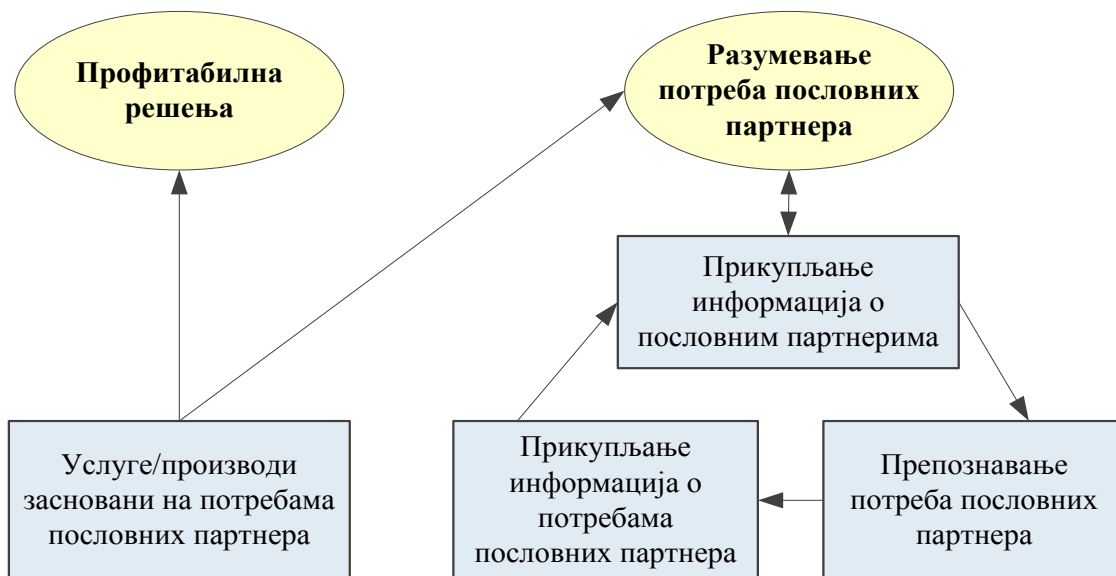 Профитабилна
решења
Разумевање
потреба пословних
партнера
Прикупљање
информација о
пословним партнерима
Услуге/производи
засновани на потребама
пословних партнера
Прикупљање
информација о
потребама
пословних партнера
Препознавање
потреба пословних
партнера